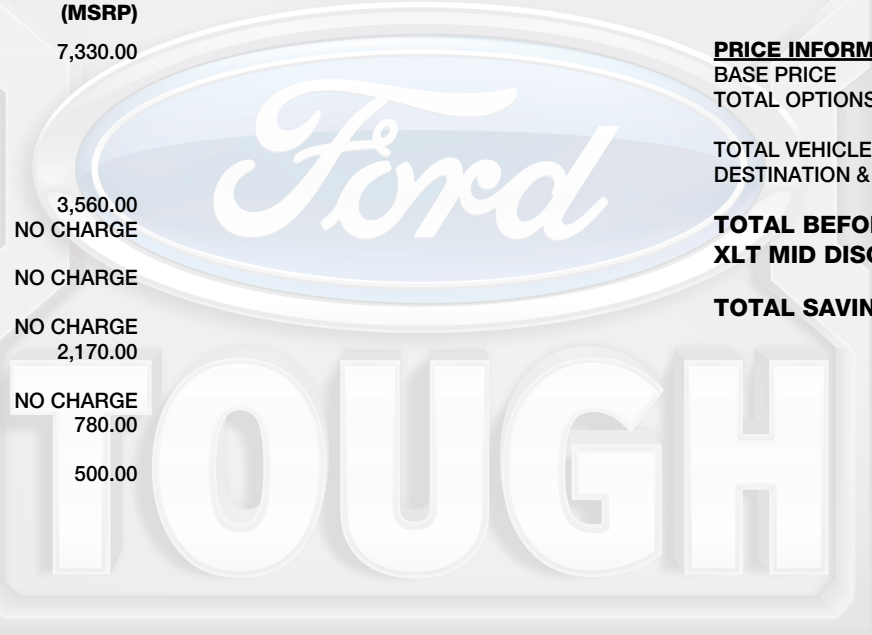 (MSRP)
7,330.00
3,560.00
NO CHARGE
NO CHARGE
NO CHARGE
2,170.00
NO CHARGE
780.00
500.00
PRICE INFORM
BASE PRICE
TOTAL OPTIONS
TOTAL VEHICLE
DESTINATION &
TOTAL BEFO
XLT MID DISC
TOTAL SAVIN
Ford
TOUGH